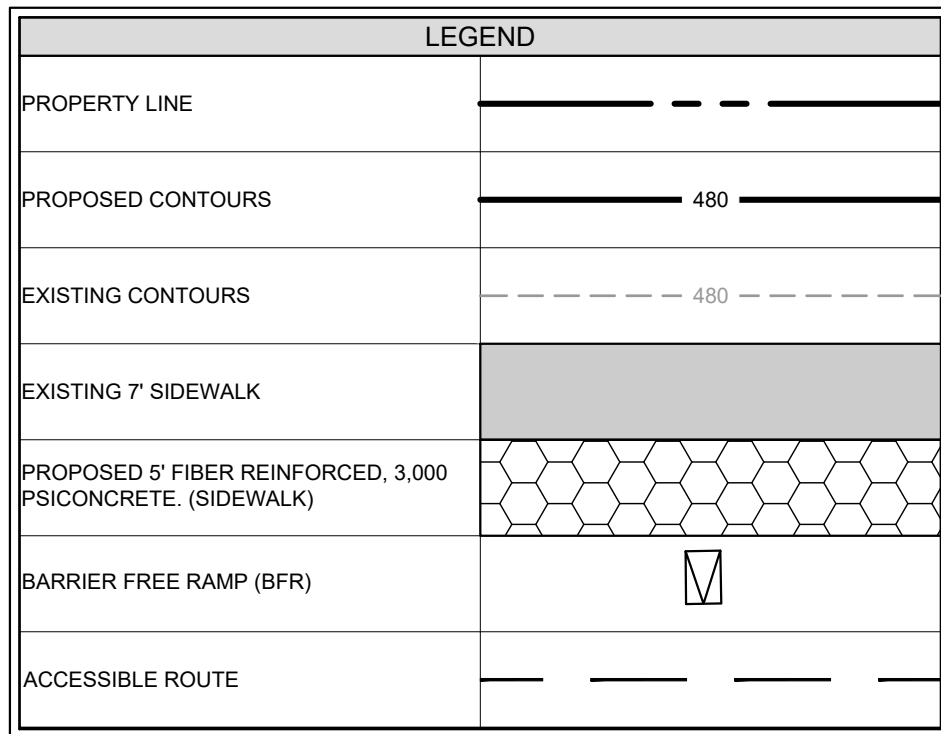 LEGEND
PROPERTY LINE
PROPOSED CONTOURS
480
EXISTING CONTOURS
480
EXISTING 7' SIDEWALK
PROPOSED 5' FIBER REINFORCED, 3,000
PSICONCRETE. (SIDEWALK)
BARRIER FREE RAMP (BFR)
ACCESSIBLE ROUTE